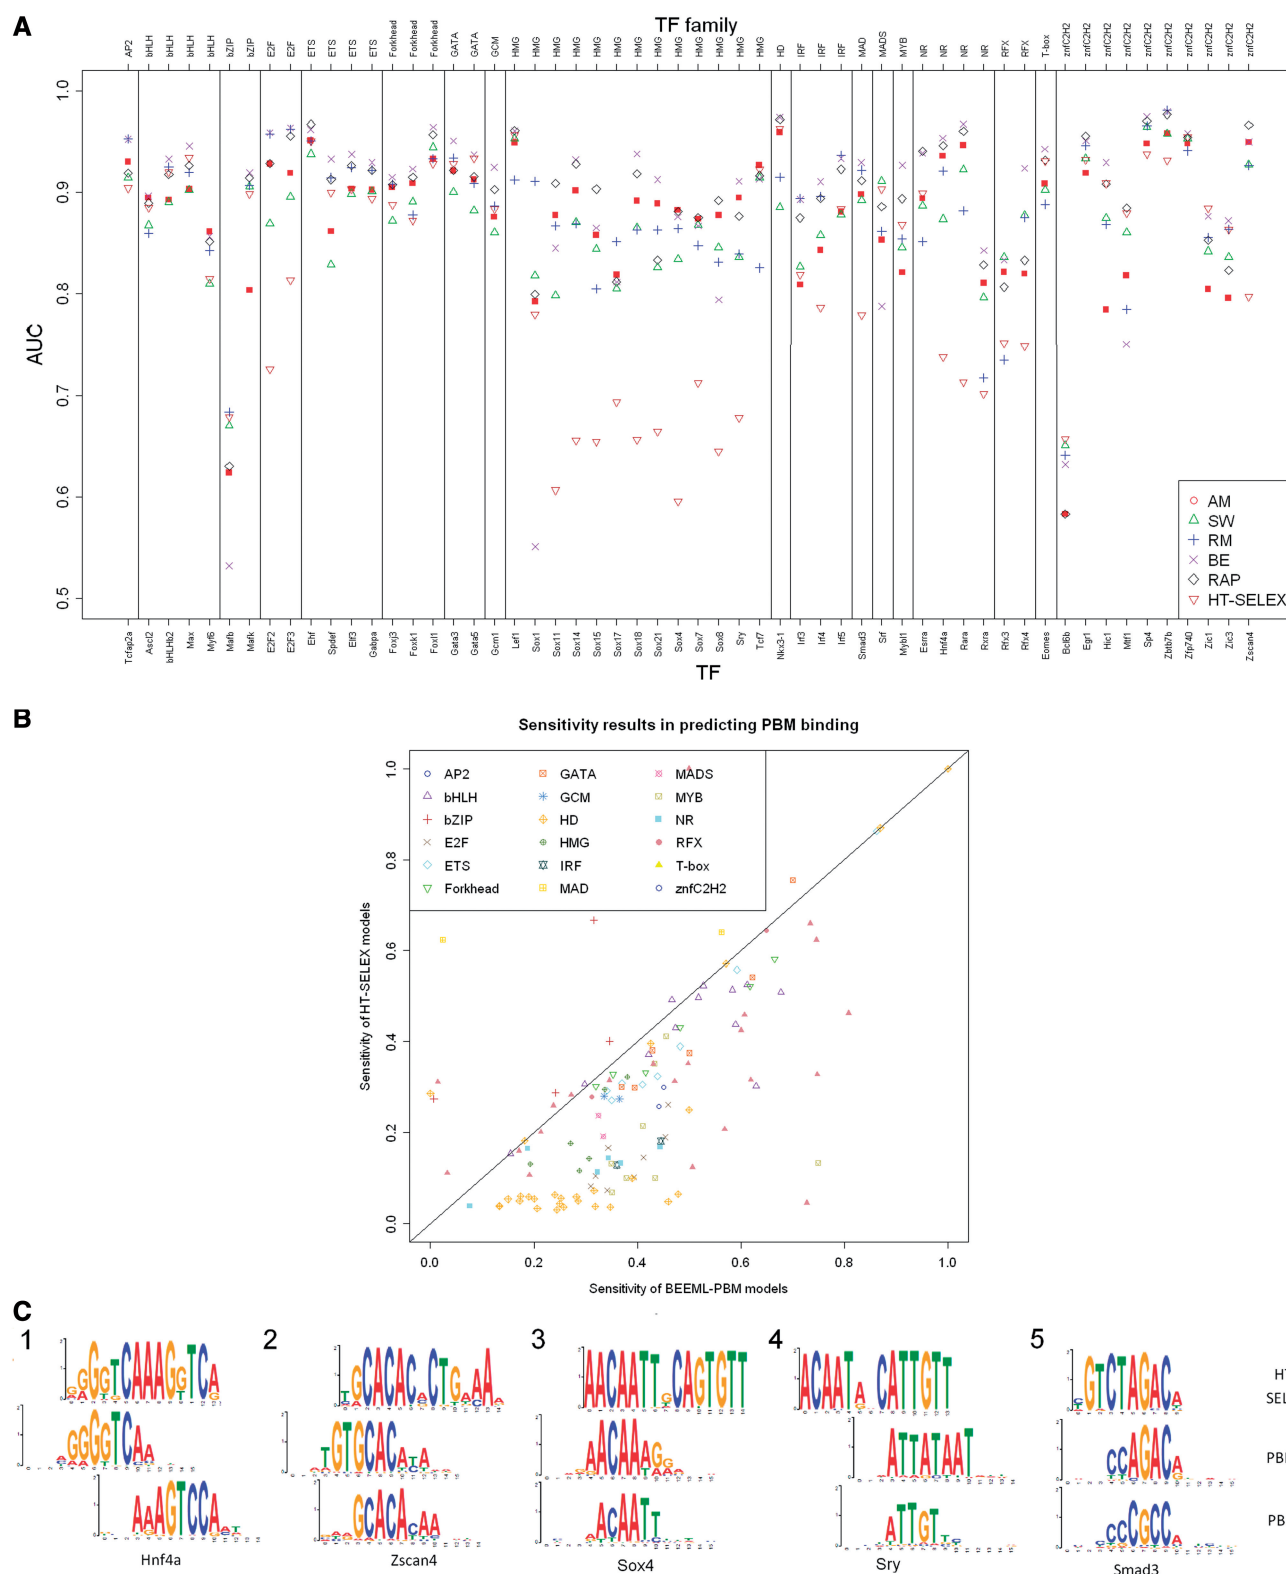 A
TF family
AP2 bHLH bHLH bHLH bHLH bZIP bZIP E2F E2F ETS ETS ETS ETS Forkhead Forkhead Forkhead GATA GATA GCM HMG HMG HMG HMG HMG HMG HMG HMG HMG HMG HMG HMG HMG HD IRF IRF IRF MAD MADS MYB NR NR NR NR RFX RFX T-box znfC2H2 znfC2H2 znfC2H2 znfC2H2 znfC2H2 znfC2H2 znfC2H2 znfC2H2 znfC2H2 znfC2H2
1.0
0.9
0.8
0.7
0.6
0.5
AUC
AM
SW
RM
BE
RAP
HT-SELEX
Tcfap2a Ascl2 bHLHb2 Max Myf6 Mafb Mafk E2F2 E2F3 Ehf Spdef Elf3 Gabpa Foxj3 Foxk1 Foxl1 Gata3 Gata5 Gcm1 Lef1 Sox1 Sox11 Sox14 Sox15 Sox17 Sox18 Sox21 Sox4 Sox7 Sox8 Sry Tcf7 Nkx3-1 Irf3 Irf4 Irf5 Smad3 Srf Mybl1 Esrra Hnf4a Rara Rxra Rfx3 Rfx4 Eomes Bcl6b Egr1 Hic1 Mtf1 Sp4 Zbtb7b Zfp740 Zic1 Zic3 Zscan4
TF
B
Sensitivity results in predicting PBM binding
AP2 GATA MADS
bHLH GCM MYB
bZIP HD NR
E2F HMG RFX
ETS IRF T-box
Forkhead MAD znfC2H2
1.0
0.8
0.6
0.4
0.2
0.0
Sensitivity of HT-SELEX models
0.0 0.2 0.4 0.6 0.8 1.0
Sensitivity of BEEML-PBM models
C
1 2 3 4 5
HT
SEL
PB
PB
Hnf4a Zscan4 Sox4 Sry Smad3